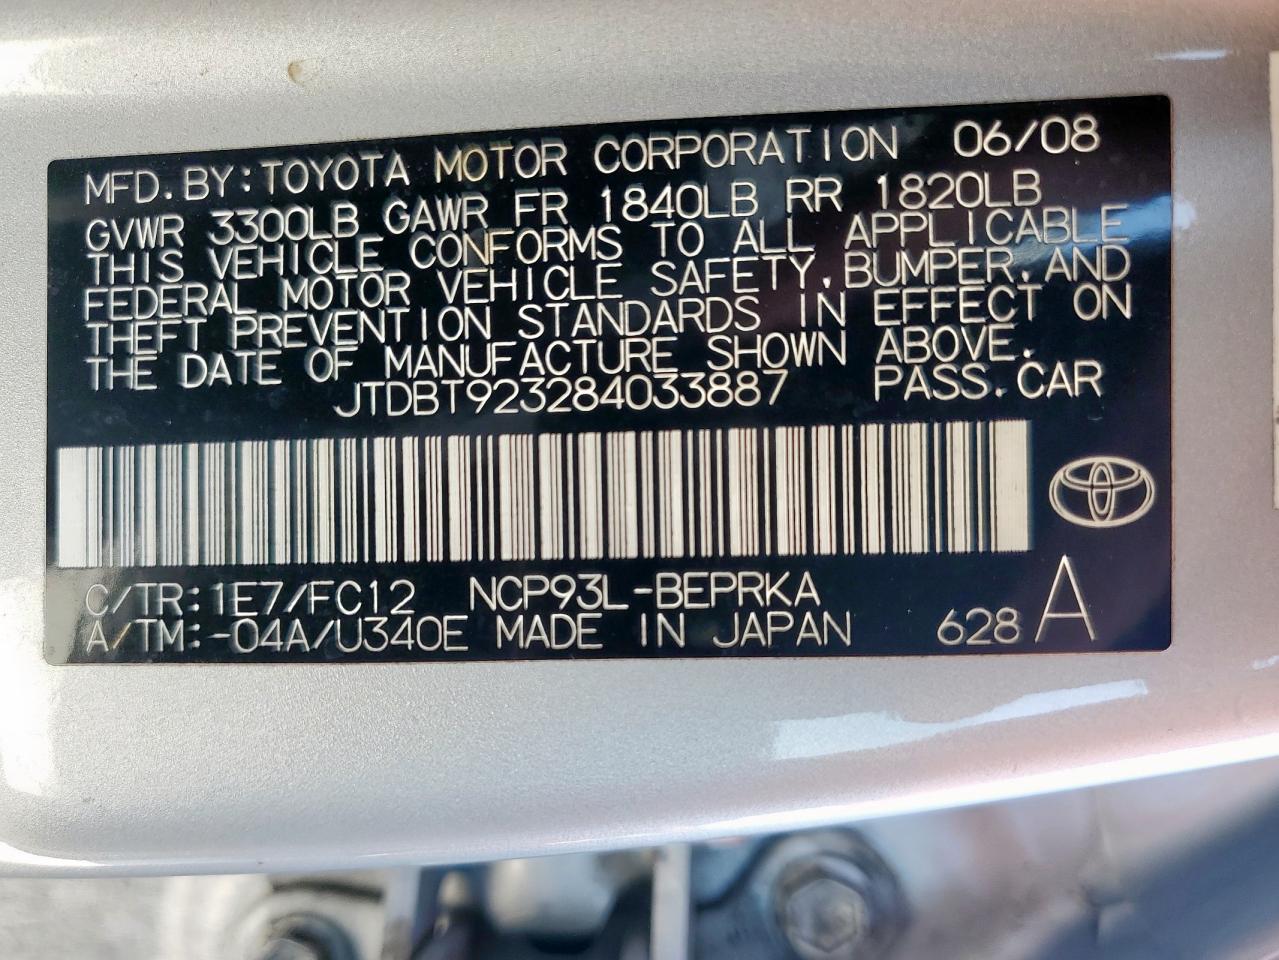 MFD.BY:TOYOTA MOTOR CORPORATION 06/08
GVWR 3300LB GAWR FR 1840LB RR 1820LB
THIS VEHICLE CONFORMS TO ALL APPLICABLE
FEDERAL MOTOR VEHICLE SAFETY,BUMPER,AND
THEFT PREVENTION STANDARDS IN EFFECT ON
THE DATE OF MANUFACTURE SHOWN ABOVE.
JTDBT923284033887 PASS.CAR
C/TR:1E7/FC12 NCP93L-BEPRKA
A/TM:-04A/U340E MADE IN JAPAN 628 A